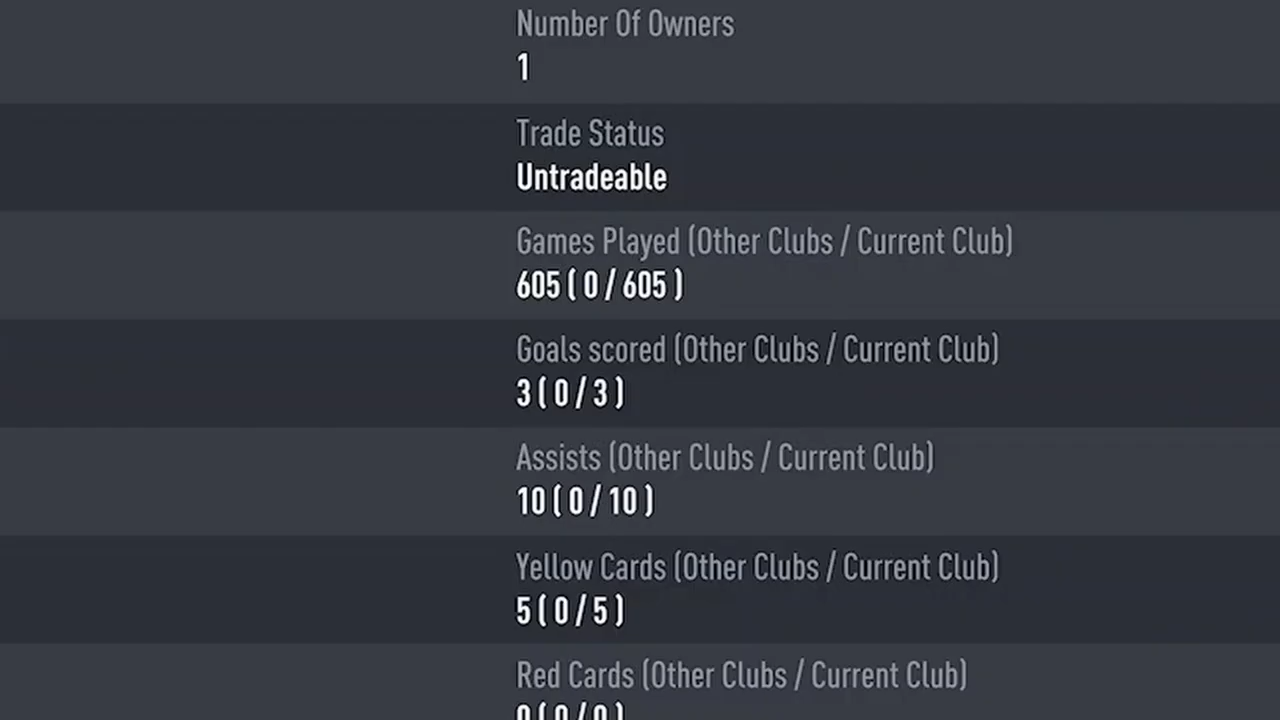 Number Of Owners
1
Trade Status
Untradeable
Games Played (Other Clubs / Current Club)
605 ( 0 / 605 )
Goals scored (Other Clubs / Current Club)
3 ( 0 / 3 )
Assists (Other Clubs / Current Club)
10 ( 0 / 10 )
Yellow Cards (Other Clubs / Current Club)
5 ( 0 / 5 )
Red Cards (Other Clubs / Current Club)